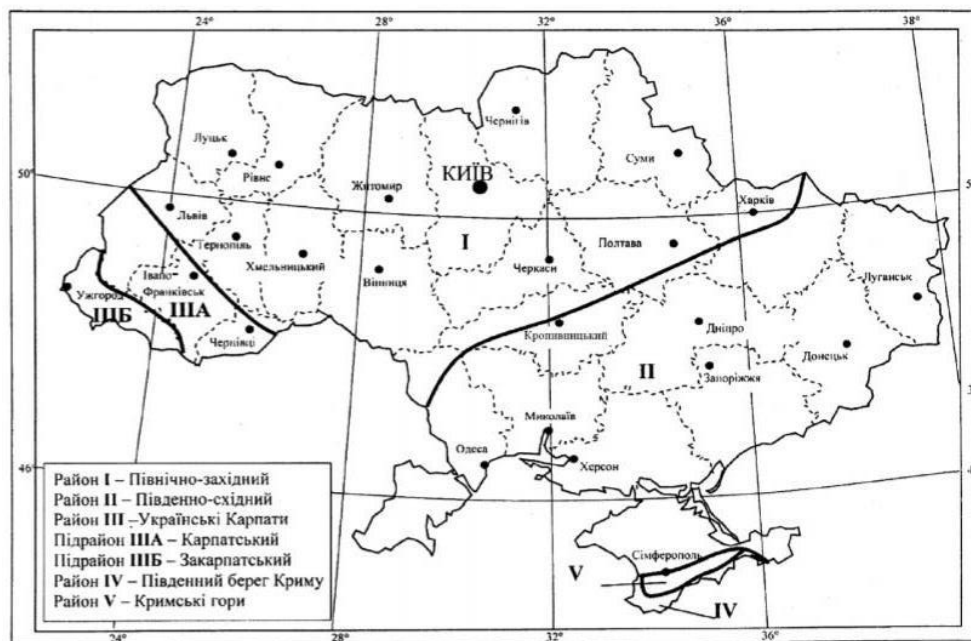 24° 28° 32° 36° 38°
Чернігів
Луцьк
Суми
Рівне
50°
КИЇВ
Житомир
5
Харків
Львів
I
Полтава
Тернопіль
Хмельницький
Черкаси
Вінниця
Івано-
Франківськ
Луганськ
Ужгород
ІІІБ
ІІІА
Чернівці
Кропивницький
Дніпро
Донецьк
II
Запоріжжя
Миколаїв
Одеса
Херсон
46°
Район I – Північно-західний
Район II – Південно-східний
Район III –Українські Карпати
Підрайон IIIА – Карпатський
Підрайон IIIБ – Закарпатський
Район IV – Південний берег Криму
Район V – Кримські гори
Сімферополь
V
IV
24° 28° 32° 36°